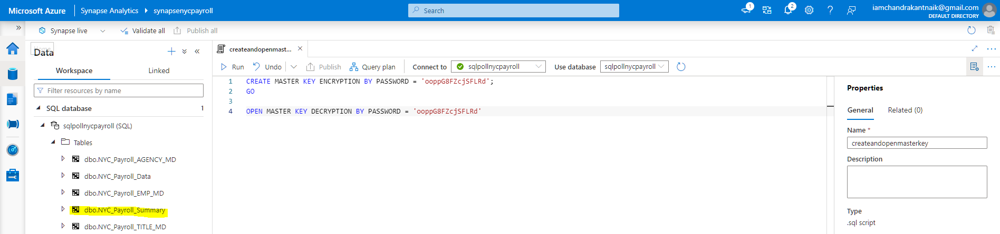 Microsoft Azure Synapse Analytics synapsenycpayroll Search 1 2 iamchandrakantnaik@gmail.com
DEFAULT DIRECTORY
Synapse live Validate all Publish all
Home
Data
createandopenmast...
Workspace Linked
Run Undo Publish Query plan Connect to sqlpollnycpayroll Use database sqlpollnycpayroll
Filter resources by name
SQL database 1
sqlpollnycpayroll (SQL)
Tables
dbo.NYC_Payroll_AGENCY_MD
dbo.NYC_Payroll_Data
dbo.NYC_Payroll_EMP_MD
dbo.NYC_Payroll_Summary
dbo.NYC_Payroll_TITLE_MD
1 CREATE MASTER KEY ENCRYPTION BY PASSWORD = 'ooppG8FZcjSFLRd';
2 GO
3
4 OPEN MASTER KEY DECRYPTION BY PASSWORD = 'ooppG8FZcjSFLRd'
Properties
General Related (0)
Name *
createandopenmasterkey
Description
Type
.sql script